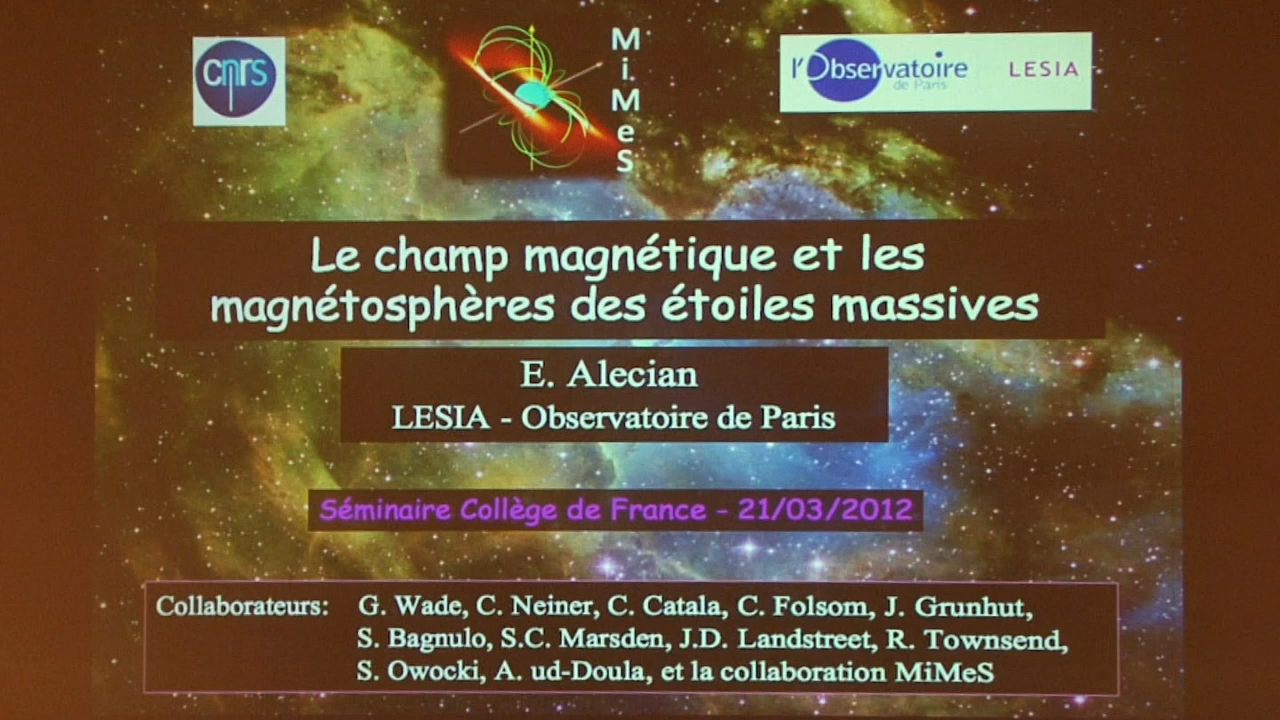 cnrs
MiMeS
l'Observatoire
de Paris
LESIA
Le champ magnétique et les
magnétosphères des étoiles massives
E. Alecian
LESIA - Observatoire de Paris
Séminaire Collège de France - 21/03/2012
Collaborateurs: G. Wade, C. Neiner, C. Catala, C. Folsom, J. Grunhut,
S. Bagnulo, S.C. Marsden, J.D. Landstreet, R. Townsend,
S. Owocki, A. ud-Doula, et la collaboration MiMeS